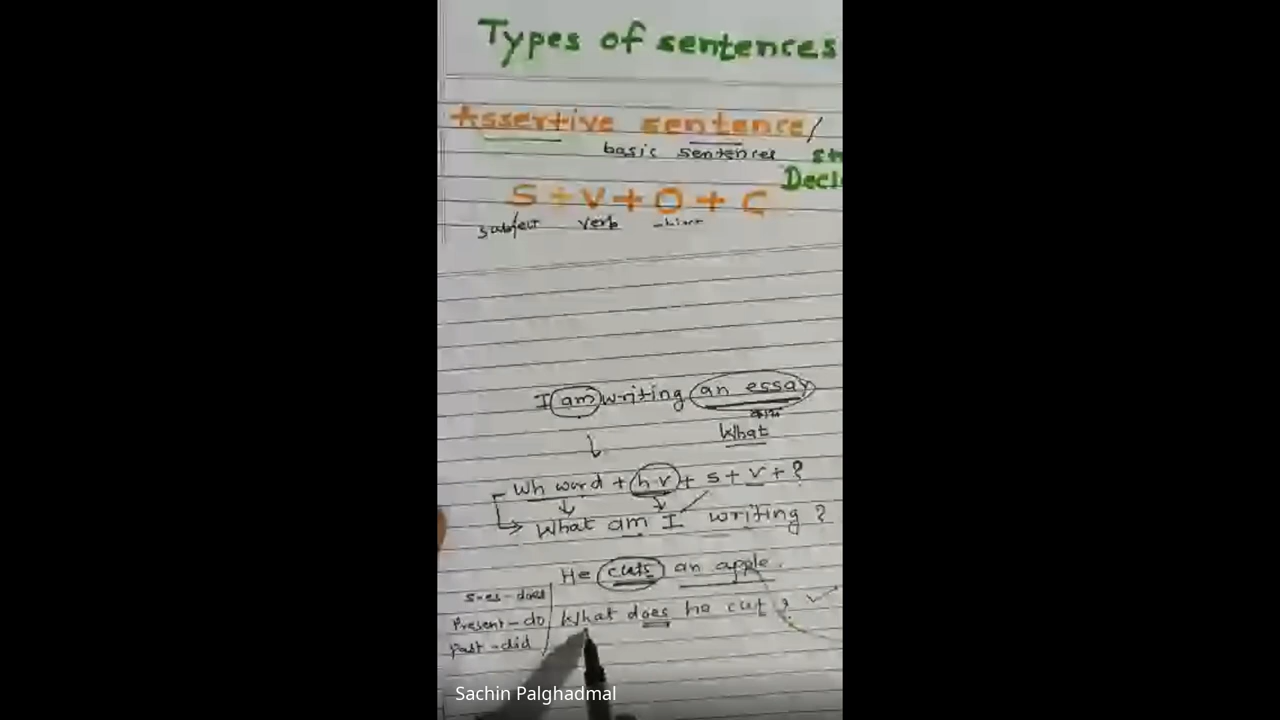 Types of sentences
Assertive sentence/
basic sentences
Decl
S + V + O + C
subject verb
I am writing an essay
What
Wh word + h v + s + v + ?
What am I writing ?
He cuts an apple.
s-es - does
What does he cut ?
Present - do
Past - did
Sachin Palghadmal